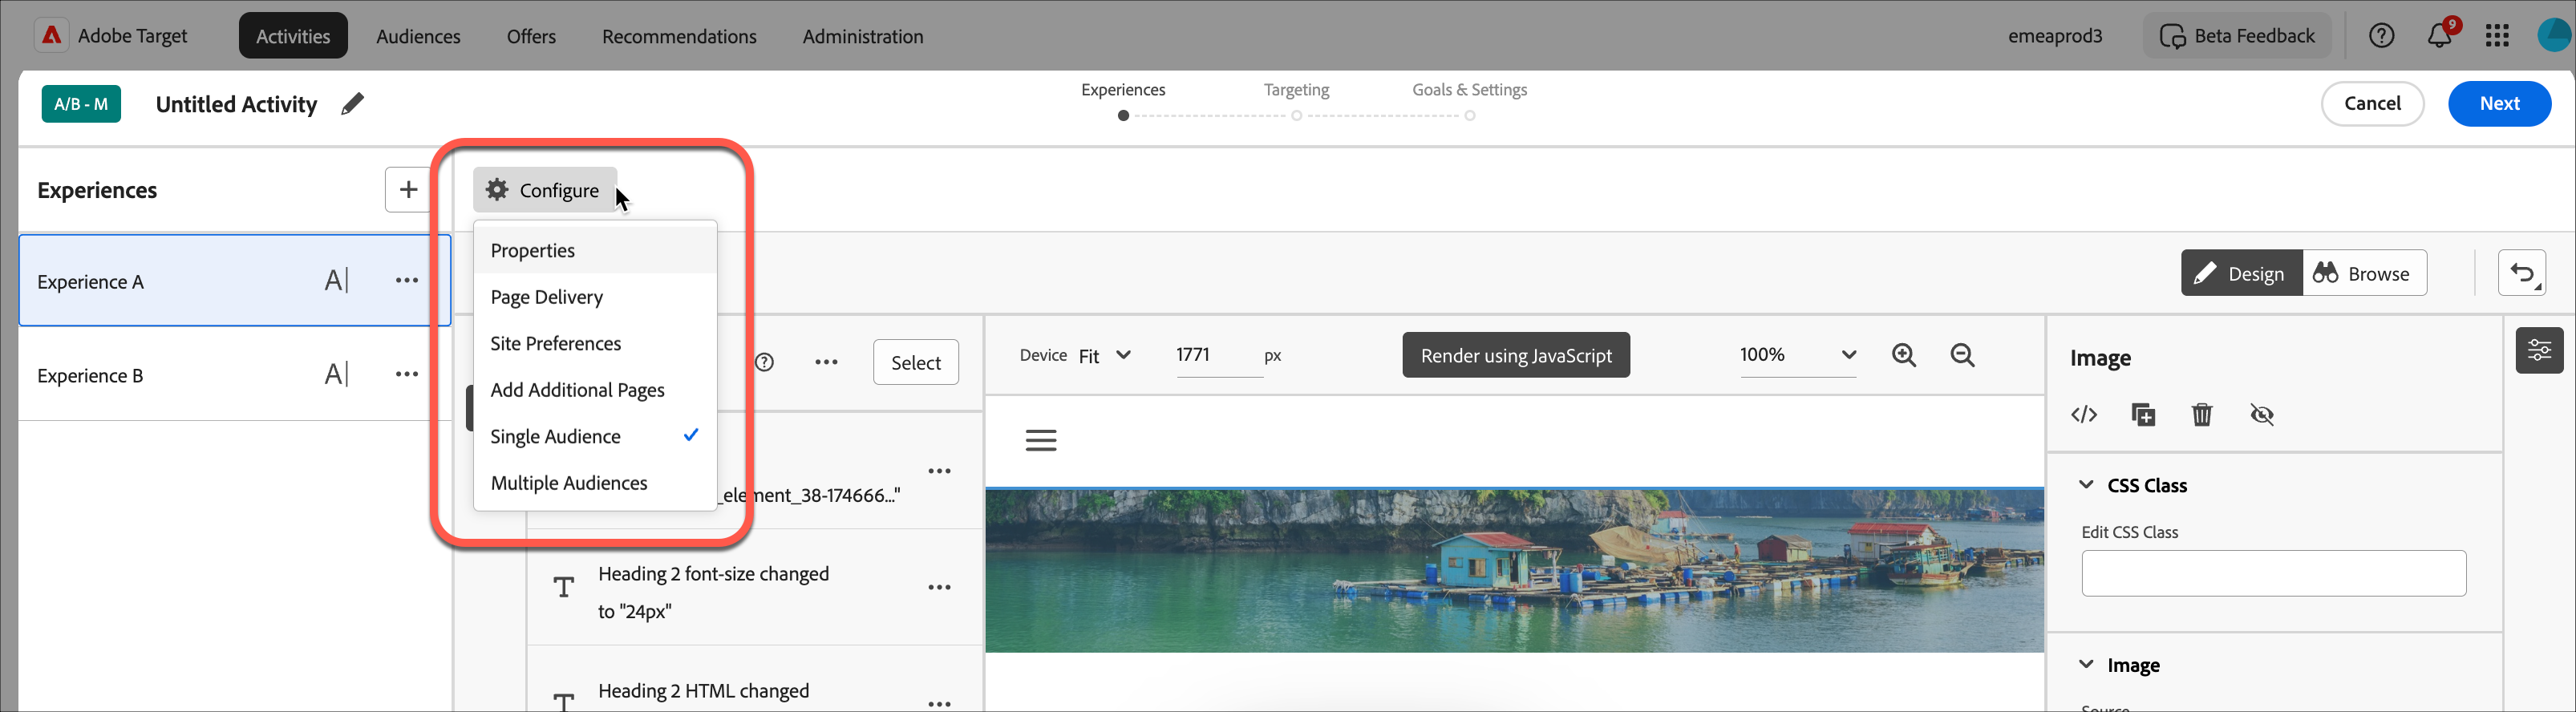 Adobe Target
Activities
Audiences
Offers
Recommendations
Administration
emeaprod3
Beta Feedback
9
A/B - M
Untitled Activity
Experiences
Targeting
Goals & Settings
Cancel
Next
Experiences
Configure
Experience A
A
Experience B
A
Properties
Page Delivery
Site Preferences
Add Additional Pages
Single Audience
Multiple Audiences
Design
Browse
Select
Device Fit
1771 px
Render using JavaScript
100%
_element_38-174666..."
Heading 2 font-size changed
to "24px"
Heading 2 HTML changed
Image
CSS Class
Edit CSS Class
Image